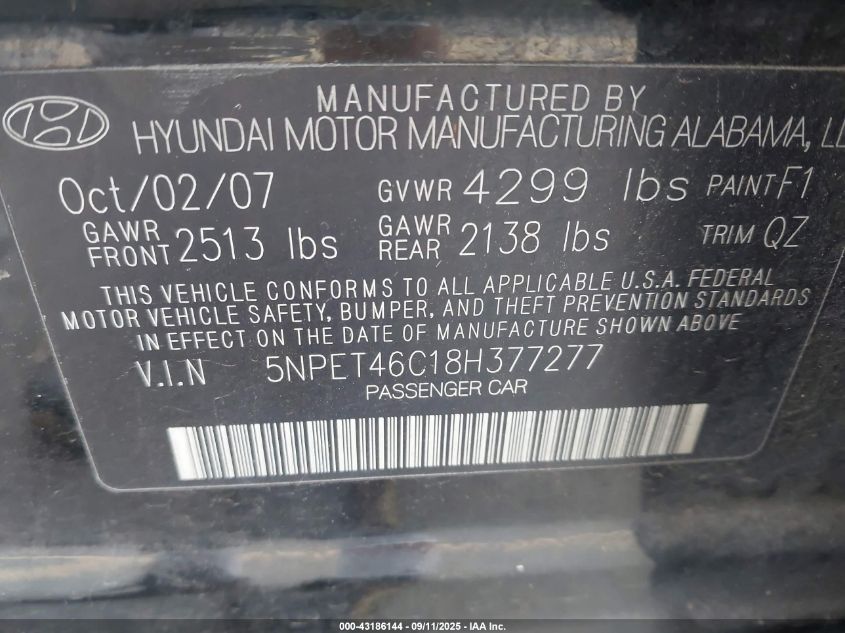 MANUFACTURED BY
HYUNDAI MOTOR MANUFACTURING ALABAMA,
Oct/02/07 GVWR 4299 lbs PAINT F1
GAWR FRONT 2513 lbs GAWR REAR 2138 lbs TRIM QZ
THIS VEHICLE CONFORMS TO ALL APPLICABLE U.S.A. FEDERAL
MOTOR VEHICLE SAFETY, BUMPER, AND THEFT PREVENTION STANDARDS
IN EFFECT ON THE DATE OF MANUFACTURE SHOWN ABOVE
V.I.N 5NPET46C18H377277
PASSENGER CAR
000-43186144 - 09/11/2025 - IAA Inc.